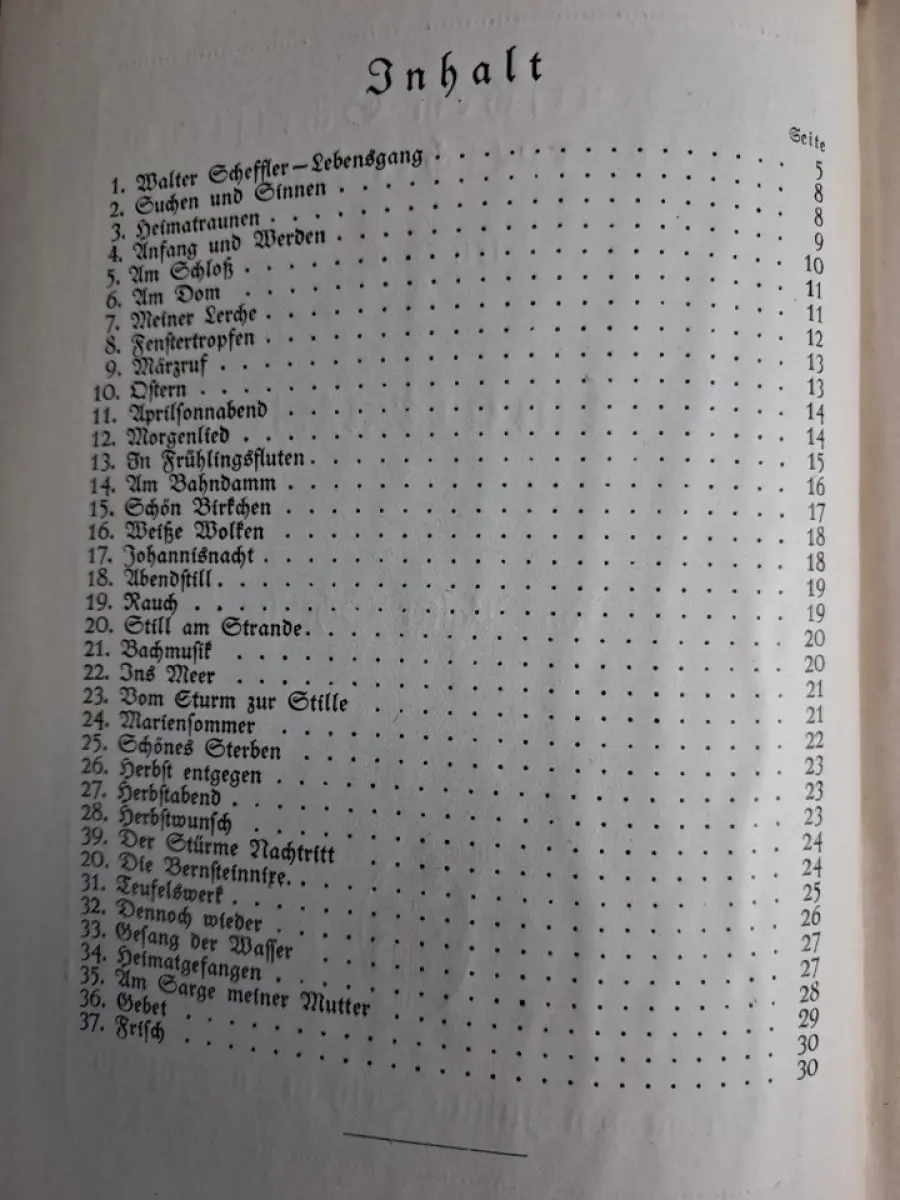 Inhalt
Seite
1. Walter Scheffler – Lebensgang . . . . . . . . . . . . . 5
2. Suchen und Sinnen . . . . . . . . . . . . . . . . 8
3. Heimatraunen . . . . . . . . . . . . . . . . . . 8
4. Anfang und Werden . . . . . . . . . . . . . . . . 9
5. Am Schloß . . . . . . . . . . . . . . . . . . . 10
6. Am Dom . . . . . . . . . . . . . . . . . . . 11
7. Meiner Lerche . . . . . . . . . . . . . . . . . . 11
8. Fenstertropfen . . . . . . . . . . . . . . . . . . 12
9. Märzruf . . . . . . . . . . . . . . . . . . . . 13
10. Ostern . . . . . . . . . . . . . . . . . . . . 13
11. Aprilsonnabend . . . . . . . . . . . . . . . . . 14
12. Morgenlied . . . . . . . . . . . . . . . . . . . 14
13. In Frühlingsfluten . . . . . . . . . . . . . . . . . 15
14. Am Bahndamm . . . . . . . . . . . . . . . . . 16
15. Schön Birkchen . . . . . . . . . . . . . . . . . 17
16. Weiße Wolken . . . . . . . . . . . . . . . . . 18
17. Johannisnacht . . . . . . . . . . . . . . . . . . 18
18. Abendstill . . . . . . . . . . . . . . . . . . . . 19
19. Rauch . . . . . . . . . . . . . . . . . . . . 19
20. Still am Strande . . . . . . . . . . . . . . . . . 20
21. Bachmusik . . . . . . . . . . . . . . . . . . . 20
22. Ins Meer . . . . . . . . . . . . . . . . . . . 21
23. Vom Sturm zur Stille . . . . . . . . . . . . . . . 21
24. Mariensommer . . . . . . . . . . . . . . . . . 22
25. Schönes Sterben . . . . . . . . . . . . . . . . . 23
26. Herbst entgegen . . . . . . . . . . . . . . . . . 23
27. Herbstabend . . . . . . . . . . . . . . . . . . . 23
28. Herbstwunsch . . . . . . . . . . . . . . . . . . 24
39. Der Stürme Nachtritt . . . . . . . . . . . . . . . 24
20. Die Bernsteinnixe . . . . . . . . . . . . . . . . . 25
31. Teufelswerk . . . . . . . . . . . . . . . . . . . 26
32. Dennoch wieder . . . . . . . . . . . . . . . . . 27
33. Gesang der Wasser . . . . . . . . . . . . . . . . 27
34. Heimatgefangen . . . . . . . . . . . . . . . . . 28
35. Am Sarge meiner Mutter . . . . . . . . . . . . . . 29
36. Gebet . . . . . . . . . . . . . . . . . . . . 30
37. Frisch . . . . . . . . . . . . . . . . . . . . 30